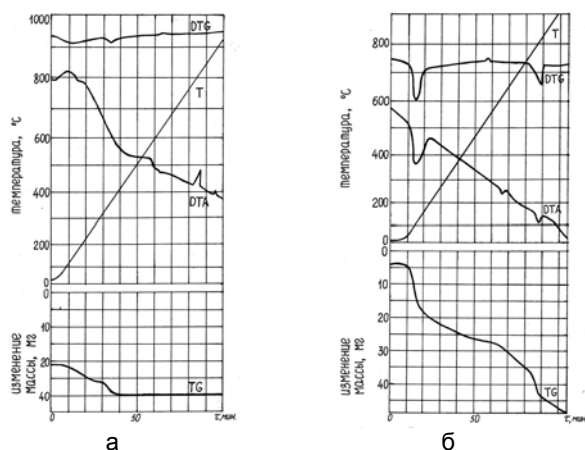 1000
DTG
800
T
600
400
DTA
200
0
температура, °С
0
10
20
30
40
изменение
массы, мг
TG
0
50
τ,мин.
а
800
DTG
T
600
400
200
DTA
0
температура, °С
0
10
20
30
40
изменение
массы, мг
TG
0
50
τ,мин.
б